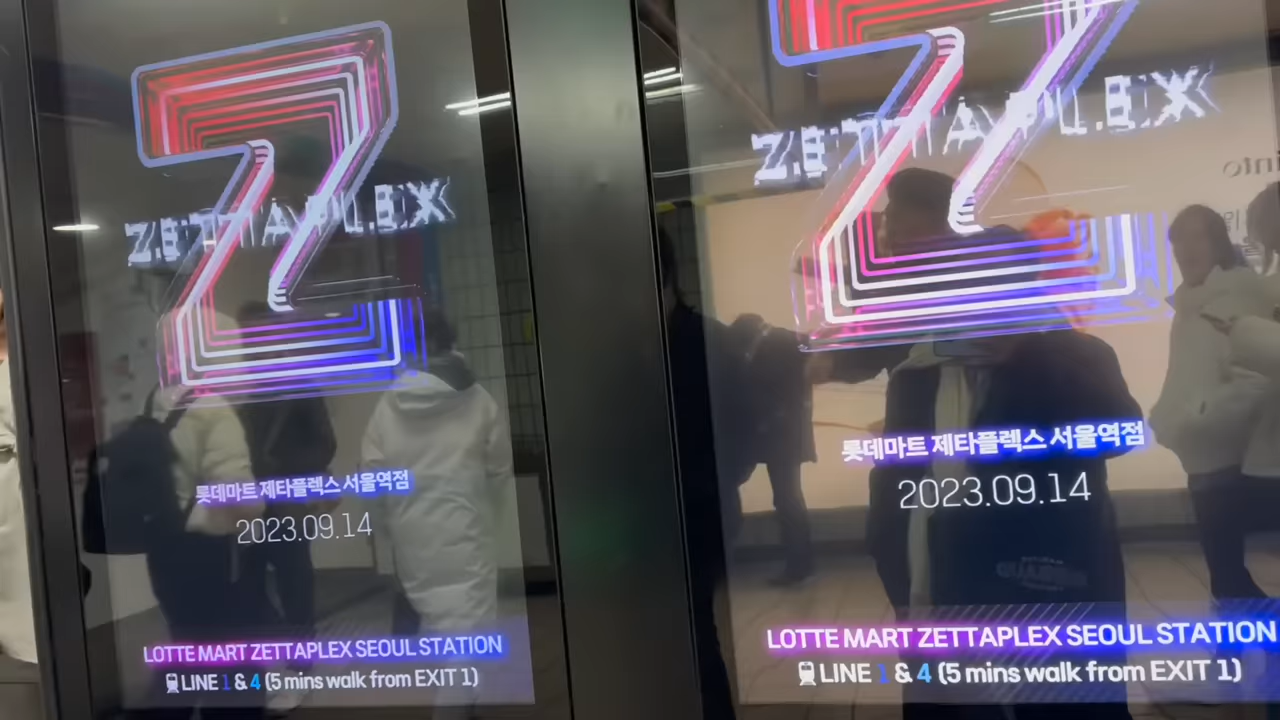 ZETTAPLEX
롯데마트 제타플렉스 서울역점
2023.09.14
LOTTE MART ZETTAPLEX SEOUL STATION
LINE 1 & 4 (5 mins walk from EXIT 1)
ZETTAPLEX
롯데마트 제타플렉스 서울역점
2023.09.14
LOTTE MART ZETTAPLEX SEOUL STATION
LINE 1 & 4 (5 mins walk from EXIT 1)